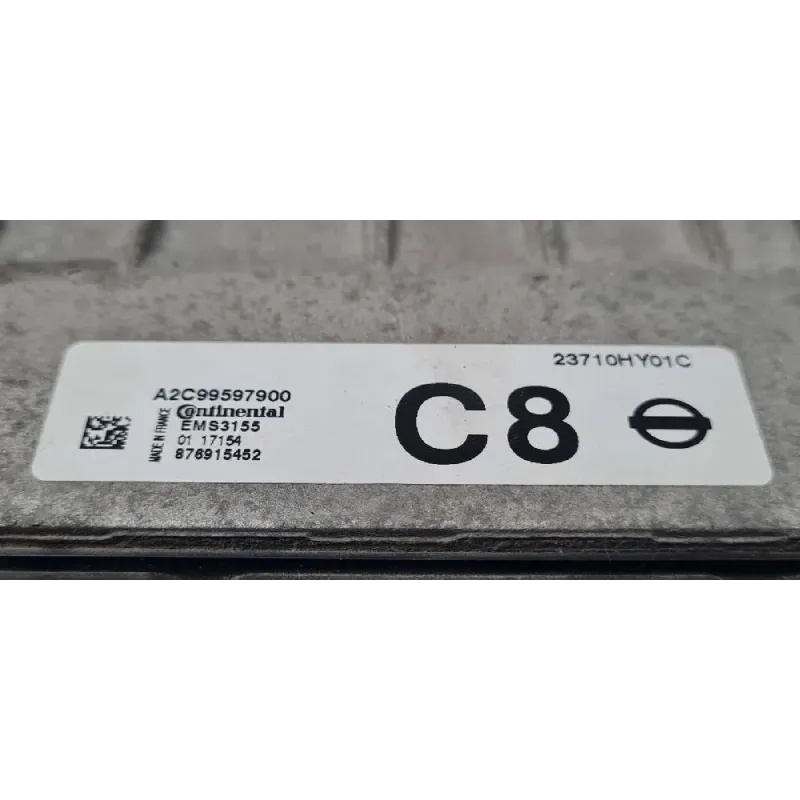 23710HY01C
A2C99597900
Continental
EMS3155
01 17154
876915452
MADE IN FRANCE
C8